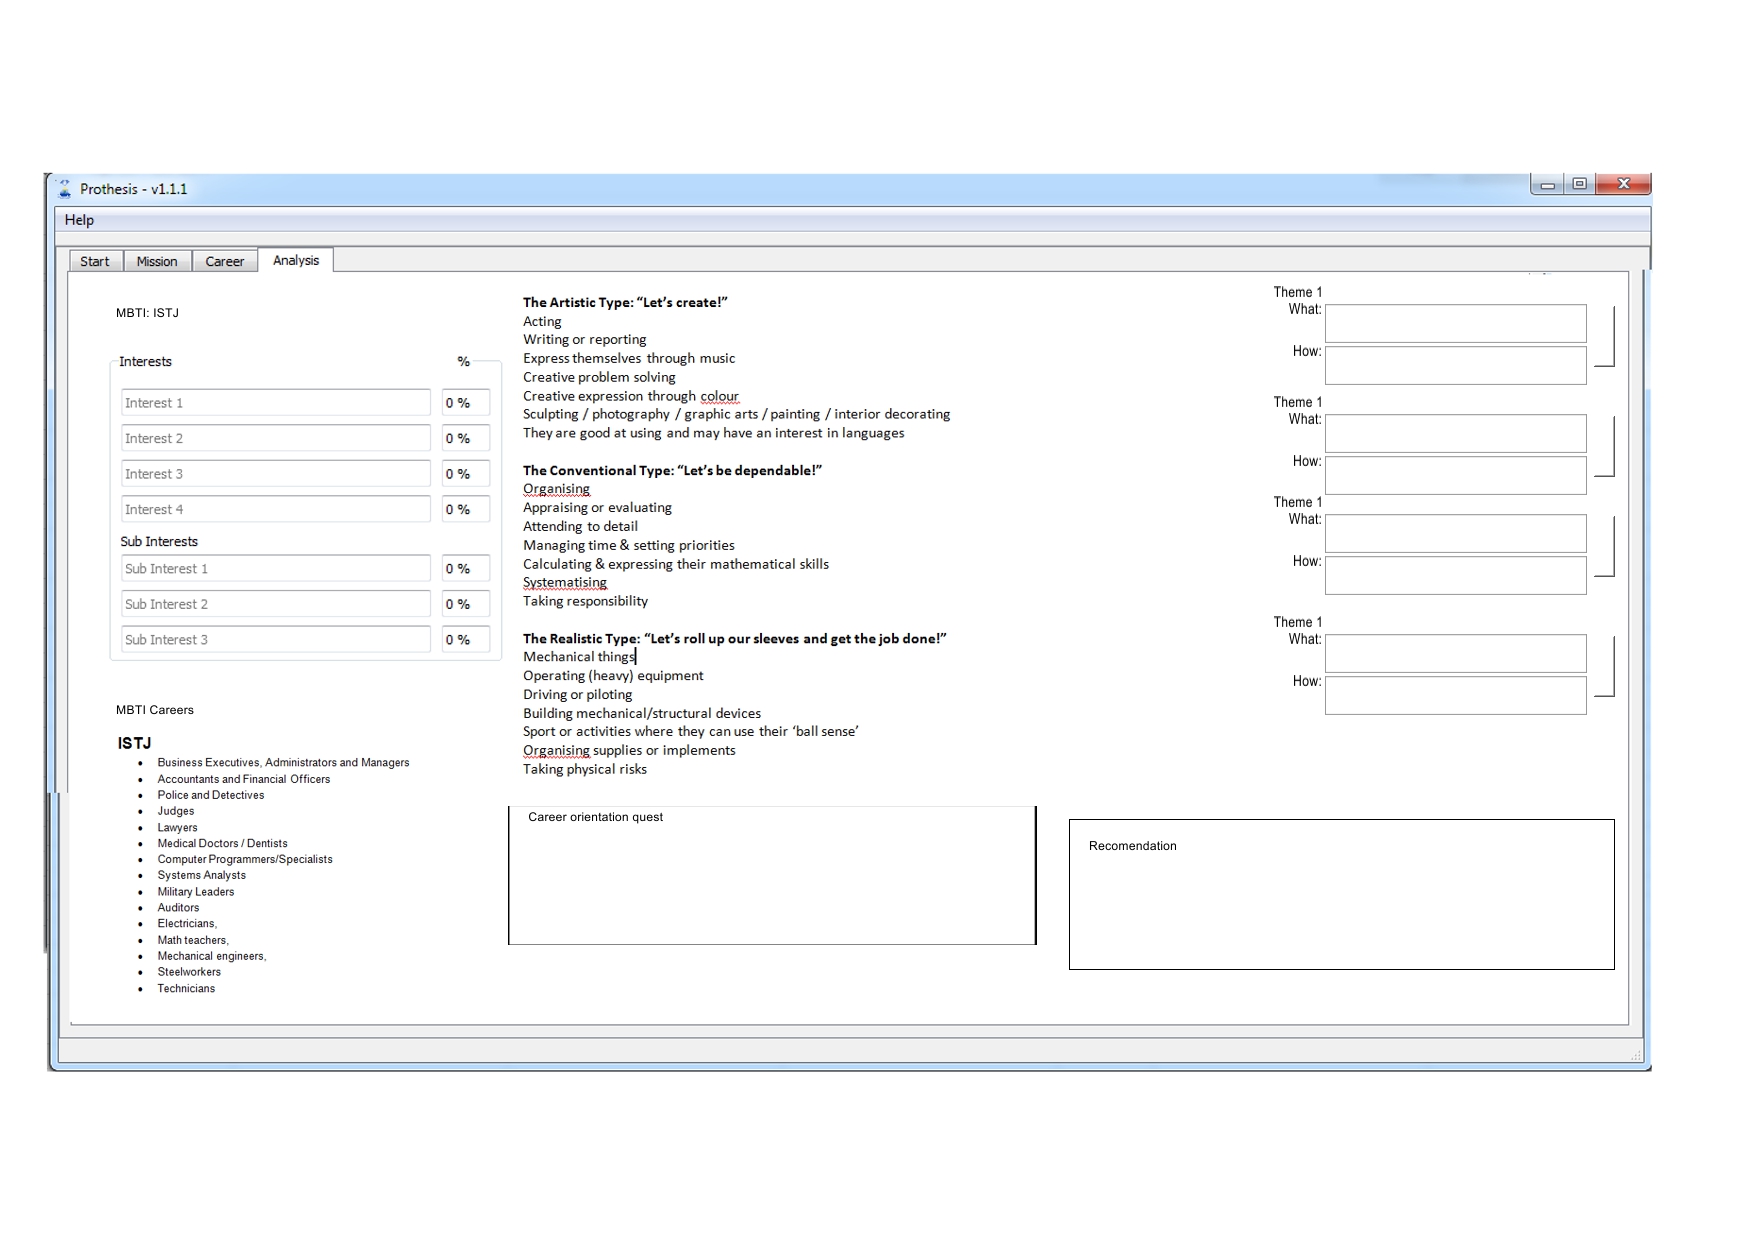 Prothesis - v1.1.1
Help
Start
Mission
Career
Analysis
MBTI: ISTJ
Interests %
Interest 1 0 %
Interest 2 0 %
Interest 3 0 %
Interest 4 0 %
Sub Interests
Sub Interest 1 0 %
Sub Interest 2 0 %
Sub Interest 3 0 %
MBTI Careers
ISTJ
• Business Executives, Administrators and Managers
• Accountants and Financial Officers
• Police and Detectives
• Judges
• Lawyers
• Medical Doctors / Dentists
• Computer Programmers/Specialists
• Systems Analysts
• Military Leaders
• Auditors
• Electricians,
• Math teachers,
• Mechanical engineers,
• Steelworkers
• Technicians
The Artistic Type: “Let’s create!”
Acting
Writing or reporting
Express themselves through music
Creative problem solving
Creative expression through colour
Sculpting / photography / graphic arts / painting / interior decorating
They are good at using and may have an interest in languages
The Conventional Type: “Let’s be dependable!”
Organising
Appraising or evaluating
Attending to detail
Managing time & setting priorities
Calculating & expressing their mathematical skills
Systematising
Taking responsibility
The Realistic Type: “Let’s roll up our sleeves and get the job done!”
Mechanical things
Operating (heavy) equipment
Driving or piloting
Building mechanical/structural devices
Sport or activities where they can use their ‘ball sense’
Organising supplies or implements
Taking physical risks
Career orientation quest
Theme 1
What:
How:
Theme 1
What:
How:
Theme 1
What:
How:
Theme 1
What:
How:
Recomendation